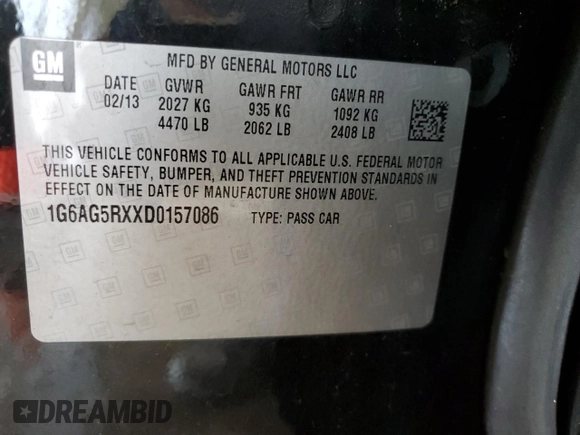 GM
MFD BY GENERAL MOTORS LLC
DATE GVWR GAWR FRT GAWR RR
02/13 2027 KG 935 KG 1092 KG
4470 LB 2062 LB 2408 LB
THIS VEHICLE CONFORMS TO ALL APPLICABLE U.S. FEDERAL MOTOR
VEHICLE SAFETY, BUMPER, AND THEFT PREVENTION STANDARDS IN
EFFECT ON THE DATE OF MANUFACTURE SHOWN ABOVE.
1G6AG5RXXD0157086 TYPE: PASS CAR
DREAMBID